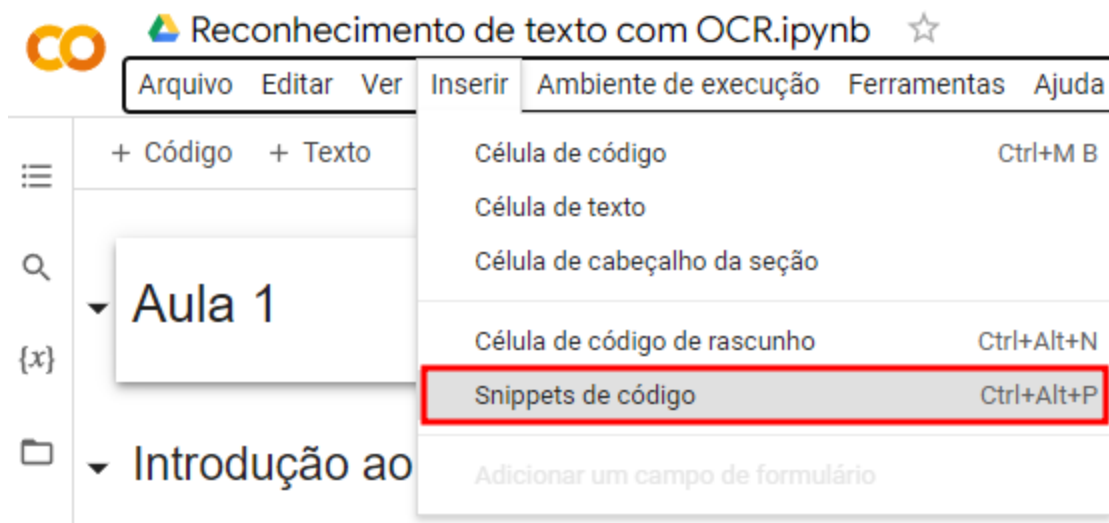 Reconhecimento de texto com OCR.ipynb
Arquivo Editar Ver Inserir Ambiente de execução Ferramentas Ajuda
+ Código + Texto
Célula de código Ctrl+M B
Célula de texto
Célula de cabeçalho da seção
Aula 1
{x}
Célula de código de rascunho Ctrl+Alt+N
Snippets de código Ctrl+Alt+P
Introdução ao
Adicionar um campo de formulário